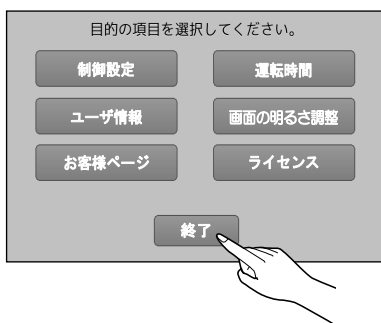 目的の項目を選択してください。
制御設定 運転時間
ユーザ情報 画面の明るさ調整
お客様ページ ライセンス
終了